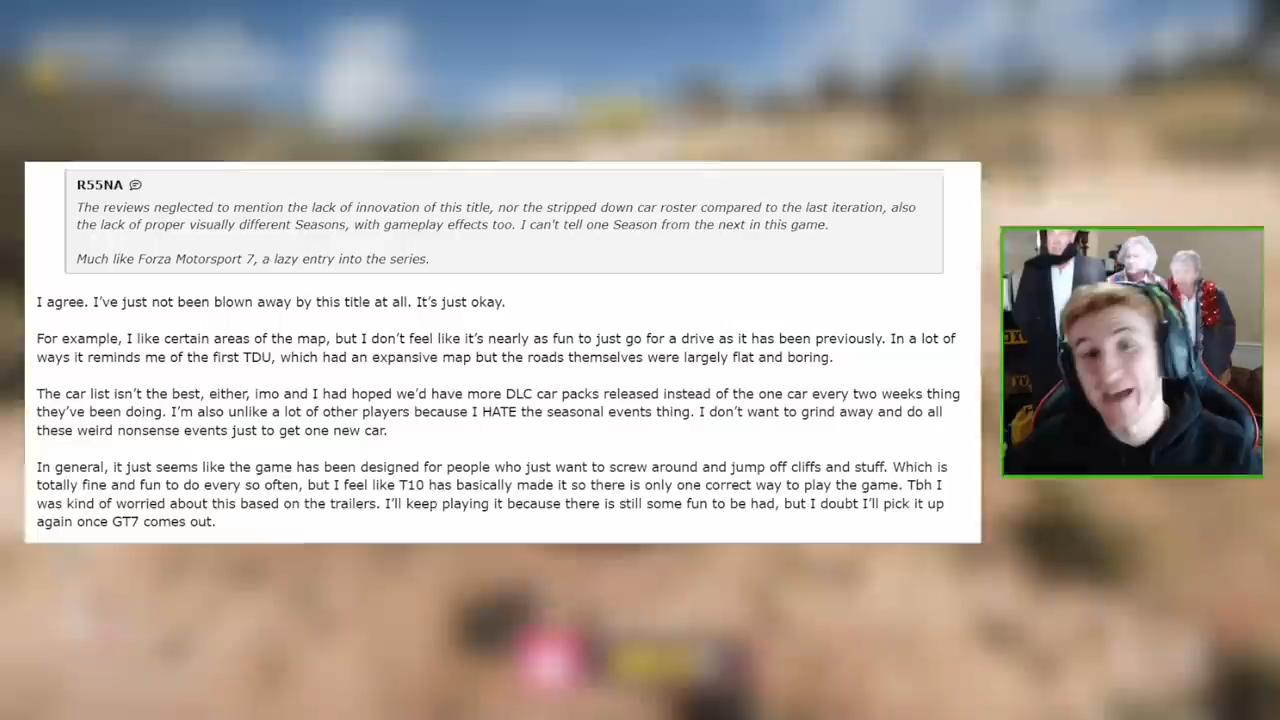 R55NA
The reviews neglected to mention the lack of innovation of this title, nor the stripped down car roster compared to the last iteration, also
the lack of proper visually different Seasons, with gameplay effects too. I can't tell one Season from the next in this game.
Much like Forza Motorsport 7, a lazy entry into the series.
I agree. I’ve just not been blown away by this title at all. It’s just okay.
For example, I like certain areas of the map, but I don’t feel like it’s nearly as fun to just go for a drive as it has been previously. In a lot of
ways it reminds me of the first TDU, which had an expansive map but the roads themselves were largely flat and boring.
The car list isn’t the best, either, imo and I had hoped we’d have more DLC car packs released instead of the one car every two weeks thing
they’ve been doing. I’m also unlike a lot of other players because I HATE the seasonal events thing. I don’t want to grind away and do all
these weird nonsense events just to get one new car.
In general, it just seems like the game has been designed for people who just want to screw around and jump off cliffs and stuff. Which is
totally fine and fun to do every so often, but I feel like T10 has basically made it so there is only one correct way to play the game. Tbh I
was kind of worried about this based on the trailers. I’ll keep playing it because there is still some fun to be had, but I doubt I’ll pick it up
again once GT7 comes out.